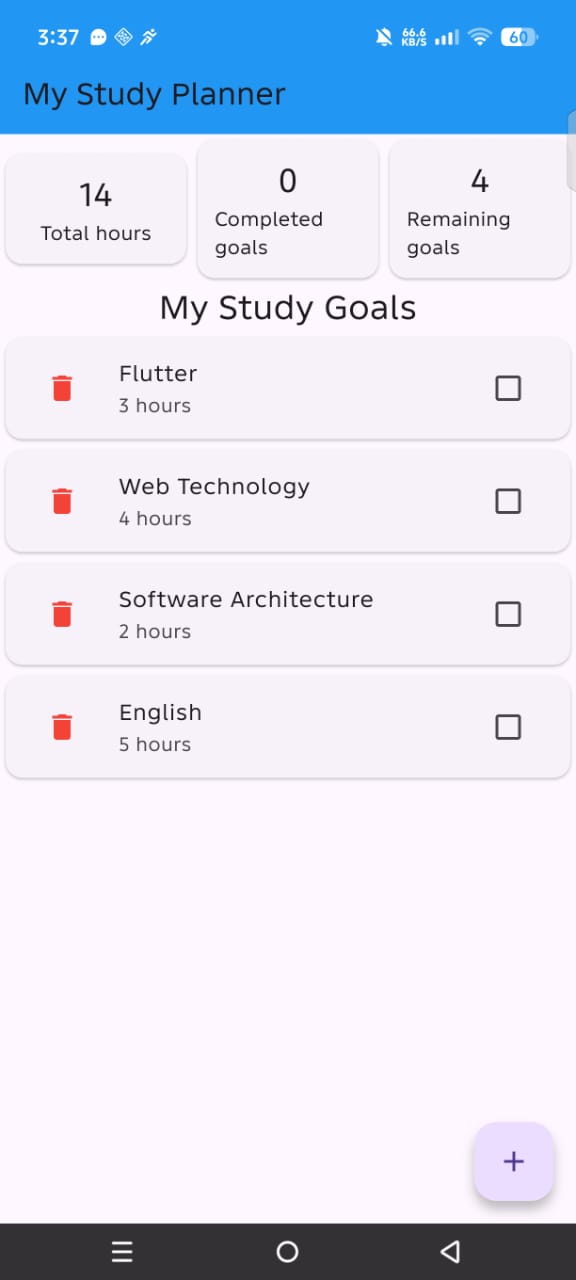 3:37 66.6 KB/S 60
My Study Planner
14
Total hours
0
Completed
goals
4
Remaining
goals
My Study Goals
Flutter
3 hours
Web Technology
4 hours
Software Architecture
2 hours
English
5 hours
+